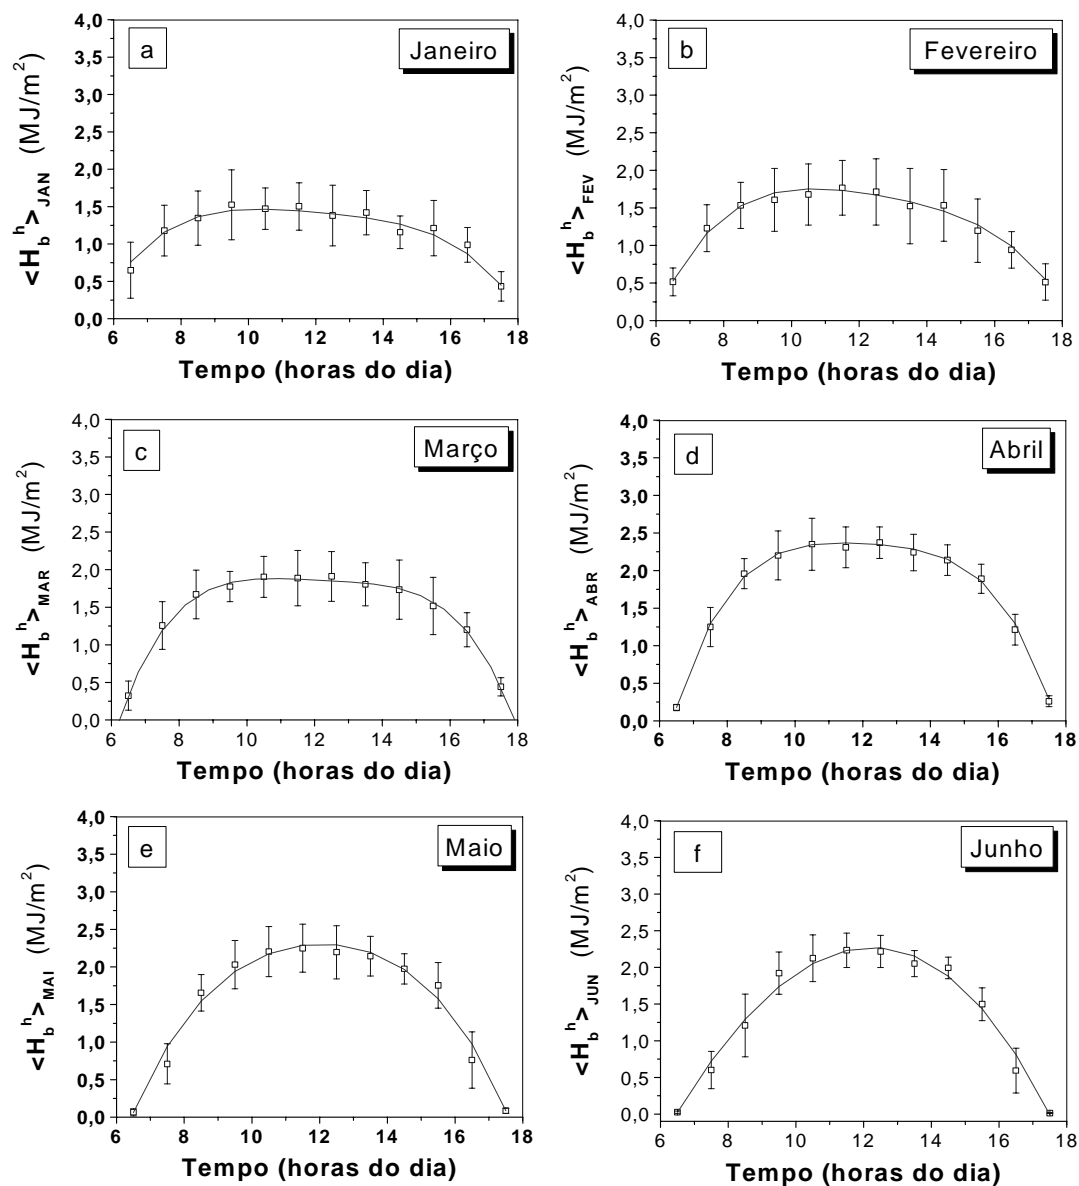 a
Janeiro
<H_b^h>_JAN (MJ/m²)
4,0
3,5
3,0
2,5
2,0
1,5
1,0
0,5
0,0
6 8 10 12 14 16 18
Tempo (horas do dia)
b
Fevereiro
<H_b^h>_FEV (MJ/m²)
4,0
3,5
3,0
2,5
2,0
1,5
1,0
0,5
0,0
6 8 10 12 14 16 18
Tempo (horas do dia)
c
Março
<H_b^h>_MAR (MJ/m²)
4,0
3,5
3,0
2,5
2,0
1,5
1,0
0,5
0,0
6 8 10 12 14 16 18
Tempo (horas do dia)
d
Abril
<H_b^h>_ABR (MJ/m²)
4,0
3,5
3,0
2,5
2,0
1,5
1,0
0,5
0,0
6 8 10 12 14 16 18
Tempo (horas do dia)
e
Maio
<H_b^h>_MAI (MJ/m²)
4,0
3,5
3,0
2,5
2,0
1,5
1,0
0,5
0,0
6 8 10 12 14 16 18
Tempo (horas do dia)
f
Junho
<H_b^h>_JUN (MJ/m²)
4,0
3,5
3,0
2,5
2,0
1,5
1,0
0,5
0,0
6 8 10 12 14 16 18
Tempo (horas do dia)